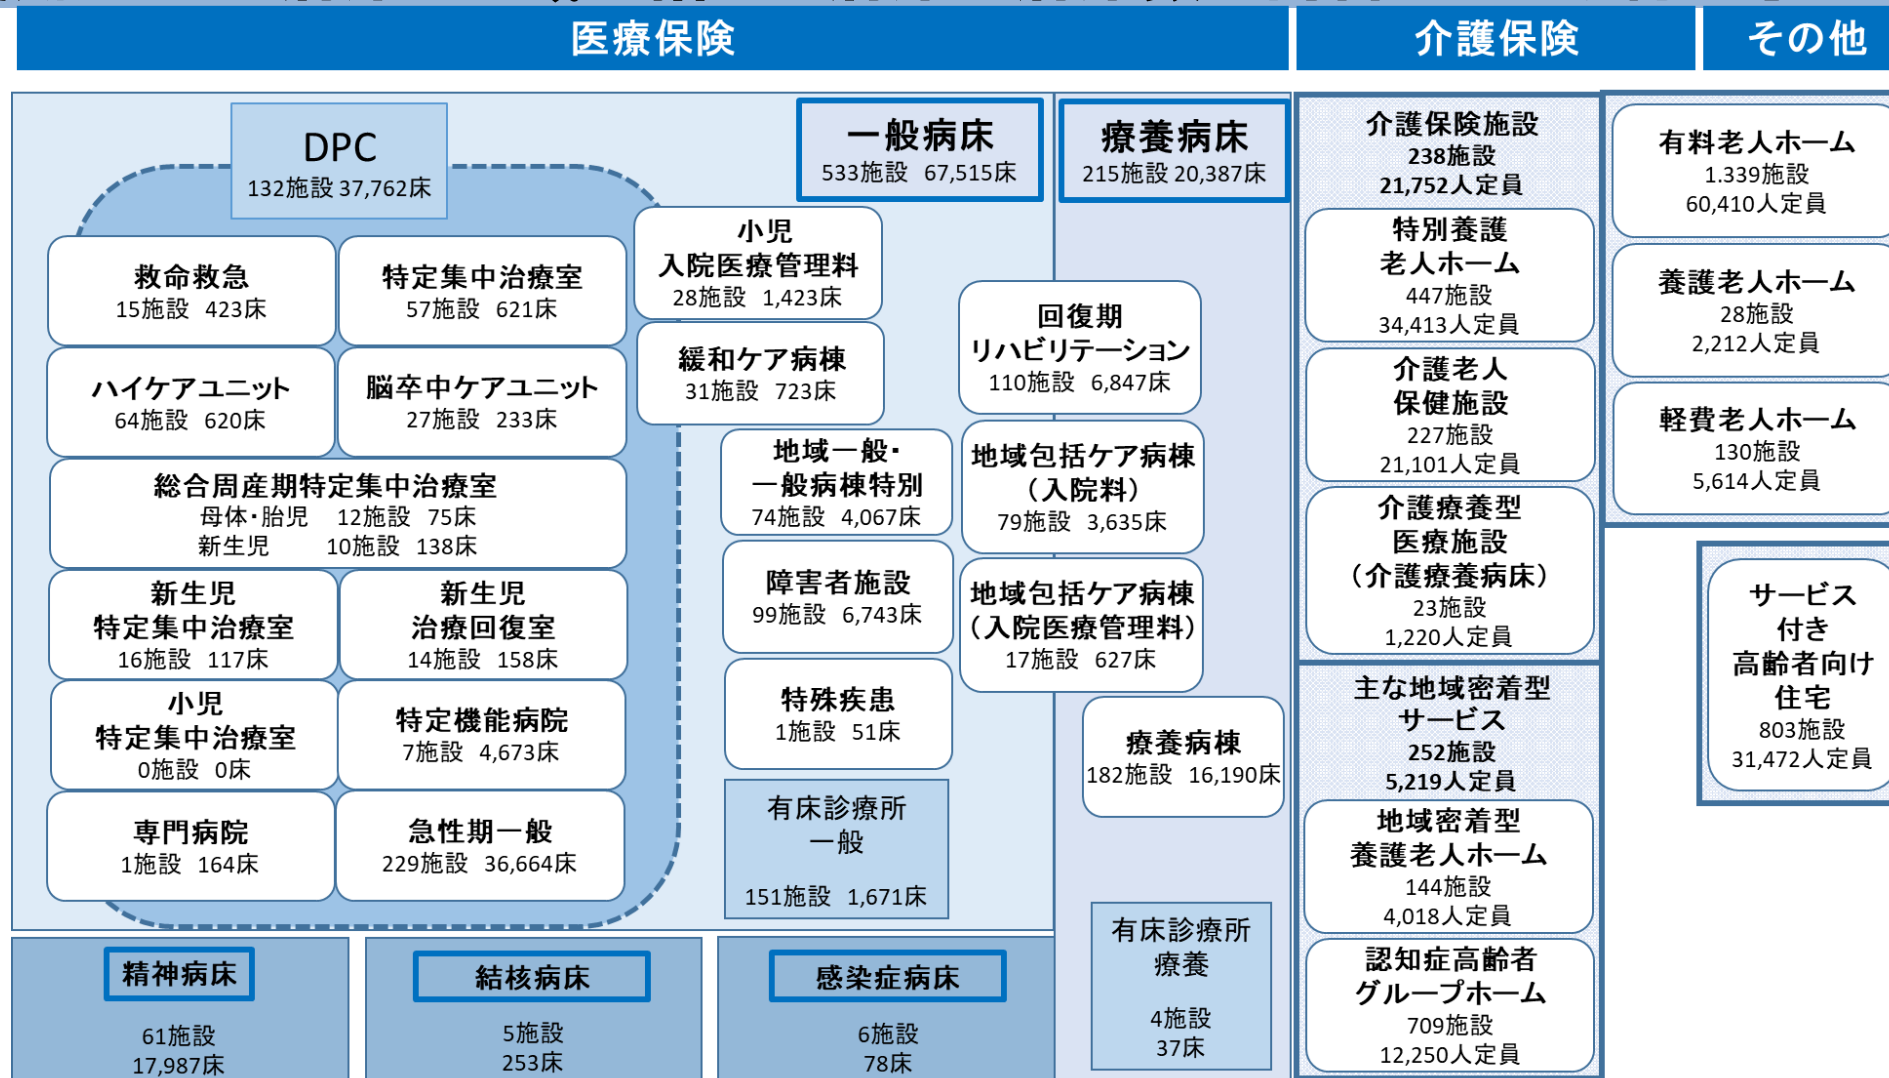 医療保険
介護保険
その他
DPC
132施設 37,762床
一般病床
533施設 67,515床
療養病床
215施設 20,387床
救命救急
15施設 423床
特定集中治療室
57施設 621床
ハイケアユニット
64施設 620床
脳卒中ケアユニット
27施設 233床
総合周産期特定集中治療室
母体・胎児 12施設 75床
新生児 10施設 138床
新生児
特定集中治療室
16施設 117床
新生児
治療回復室
14施設 158床
小児
特定集中治療室
0施設 0床
特定機能病院
7施設 4,673床
専門病院
1施設 164床
急性期一般
229施設 36,664床
小児
入院医療管理料
28施設 1,423床
緩和ケア病棟
31施設 723床
地域一般・
一般病棟特別
74施設 4,067床
障害者施設
99施設 6,743床
特殊疾患
1施設 51床
有床診療所
一般
151施設 1,671床
回復期
リハビリテーション
110施設 6,847床
地域包括ケア病棟
（入院料）
79施設 3,635床
地域包括ケア病棟
（入院医療管理料）
17施設 627床
療養病棟
182施設 16,190床
有床診療所
療養
4施設
37床
精神病床
61施設
17,987床
結核病床
5施設
253床
感染症病床
6施設
78床
介護保険施設
238施設
21,752人定員
特別養護
老人ホーム
447施設
34,413人定員
介護老人
保健施設
227施設
21,101人定員
介護療養型
医療施設
（介護療養病床）
23施設
1,220人定員
主な地域密着型
サービス
252施設
5,219人定員
地域密着型
養護老人ホーム
144施設
4,018人定員
認知症高齢者
グループホーム
709施設
12,250人定員
有料老人ホーム
1.339施設
60,410人定員
養護老人ホーム
28施設
2,212人定員
軽費老人ホーム
130施設
5,614人定員
サービス
付き
高齢者向け
住宅
803施設
31,472人定員